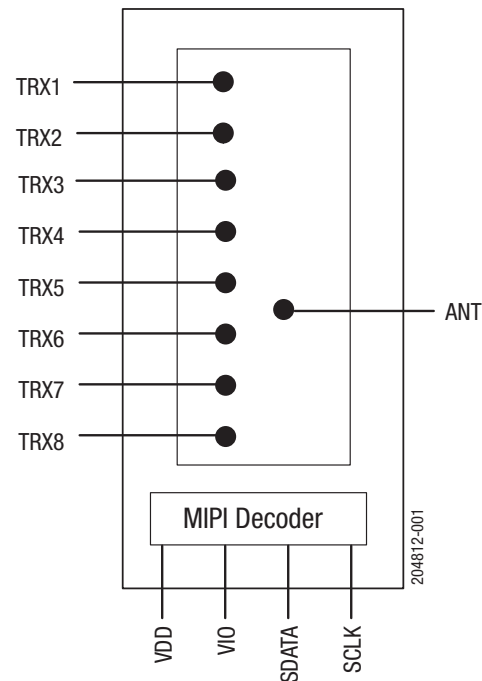 TRX1
TRX2
TRX3
TRX4
TRX5
TRX6
TRX7
TRX8
ANT
MIPI Decoder
204812-001
VDD
VIO
SDATA
SCLK